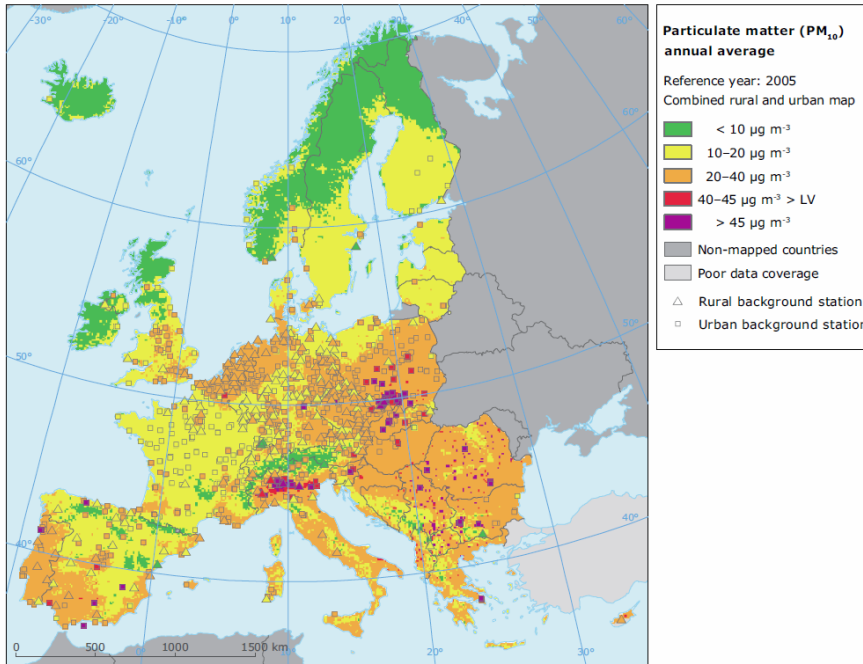 -30°
-20°
-10°
0°
10°
20°
30°
40°
50°
60°
Particulate matter (PM10)
annual average
Reference year: 2005
Combined rural and urban map
< 10 µg m-3
10–20 µg m-3
20–40 µg m-3
40–45 µg m-3 > LV
> 45 µg m-3
Non-mapped countries
Poor data coverage
Rural background station
Urban background station
60°
60°
50°
50°
40°
40°
0 500 1000 1500 km
-10°
0°
10°
20°
30°